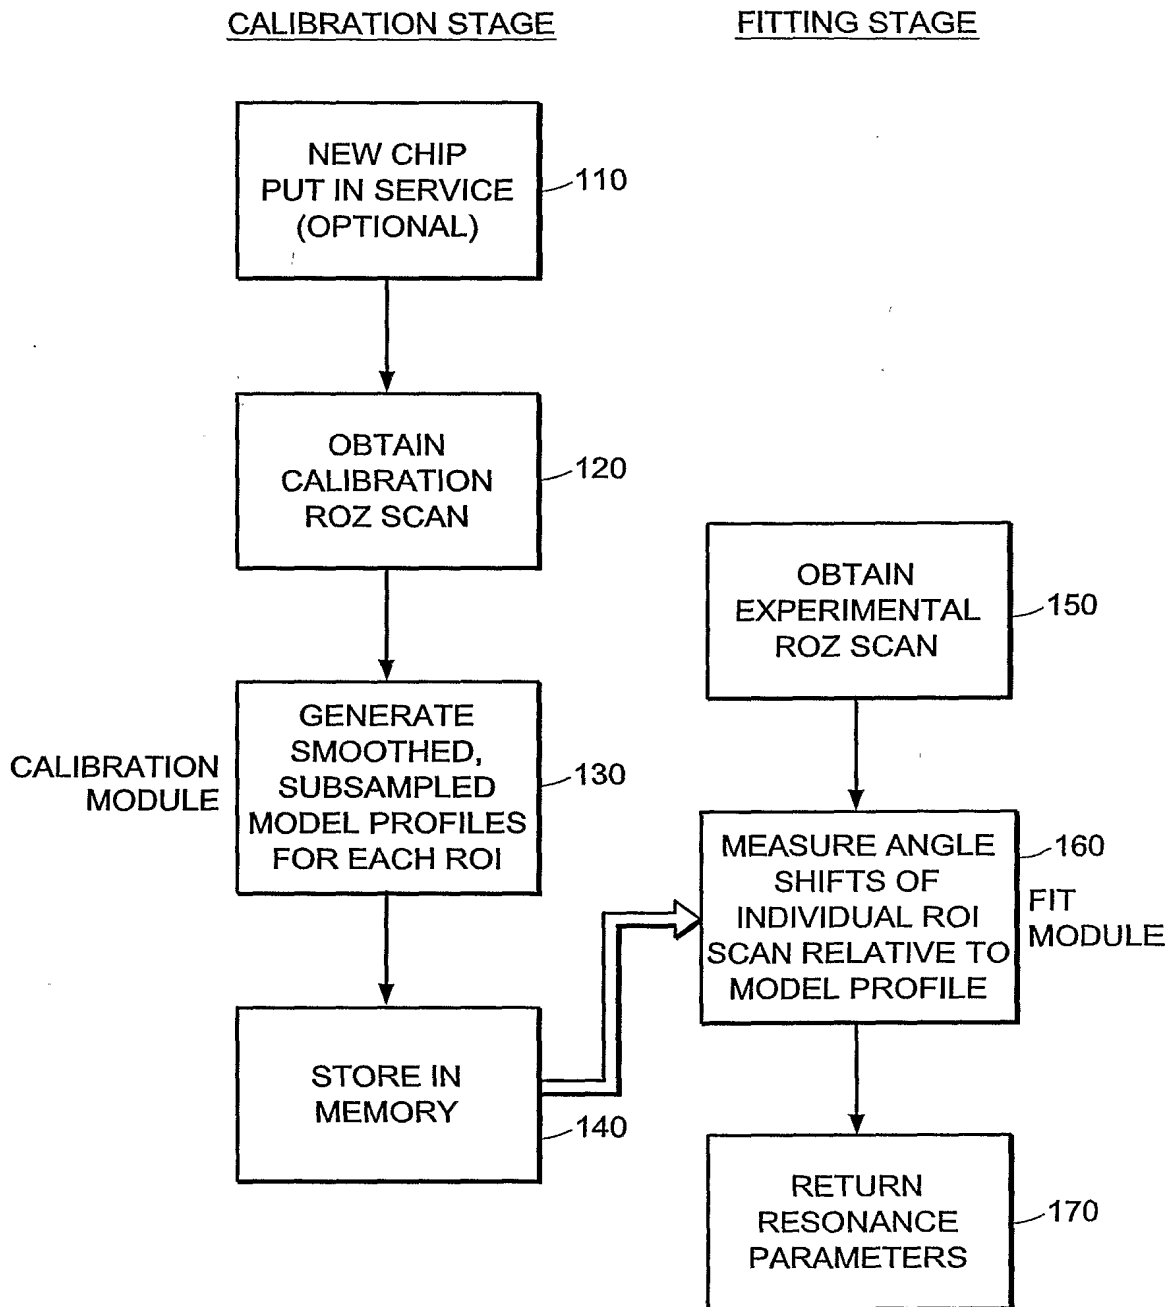 CALIBRATION STAGE
NEW CHIP
PUT IN SERVICE
(OPTIONAL)
110
OBTAIN
CALIBRATION
ROZ SCAN
120
CALIBRATION
MODULE
GENERATE
SMOOTHED,
SUBSAMPLED
MODEL PROFILES
FOR EACH ROI
130
STORE IN
MEMORY
140
FITTING STAGE
OBTAIN
EXPERIMENTAL
ROZ SCAN
150
MEASURE ANGLE
SHIFTS OF
INDIVIDUAL ROI
SCAN RELATIVE TO
MODEL PROFILE
160
FIT
MODULE
RETURN
RESONANCE
PARAMETERS
170